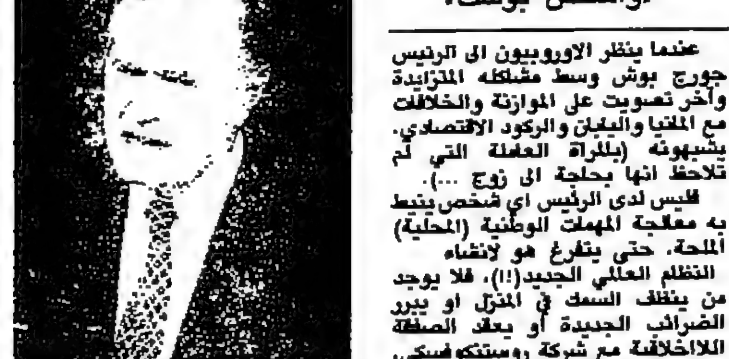 عندما ينظر الاوروبيون الى الرئيس
جورج بوش وسط مشاكله المتزايدة
وآخر تصويت على الموازنة والخلافات
مع المانيا واليابان والركود الاقتصادي.
يشبهونه (بالمراة العاملة التي لم
تلاحظ انها بحاجة الى زوج ...).
فليس لدى الرئيس اي شخص ينيط
به معالجة المهمات الوطنية (المحلية)
الملحة، حتى يتفرغ هو لانشاء
النظام العالمي الجديد(!!)، فلا يوجد
من ينظف السمك في المنزل او يبرر
الضرائب الجديدة أو يعقد الصفقة
اللااخلاقية مع شركة روستنكوفسكي،